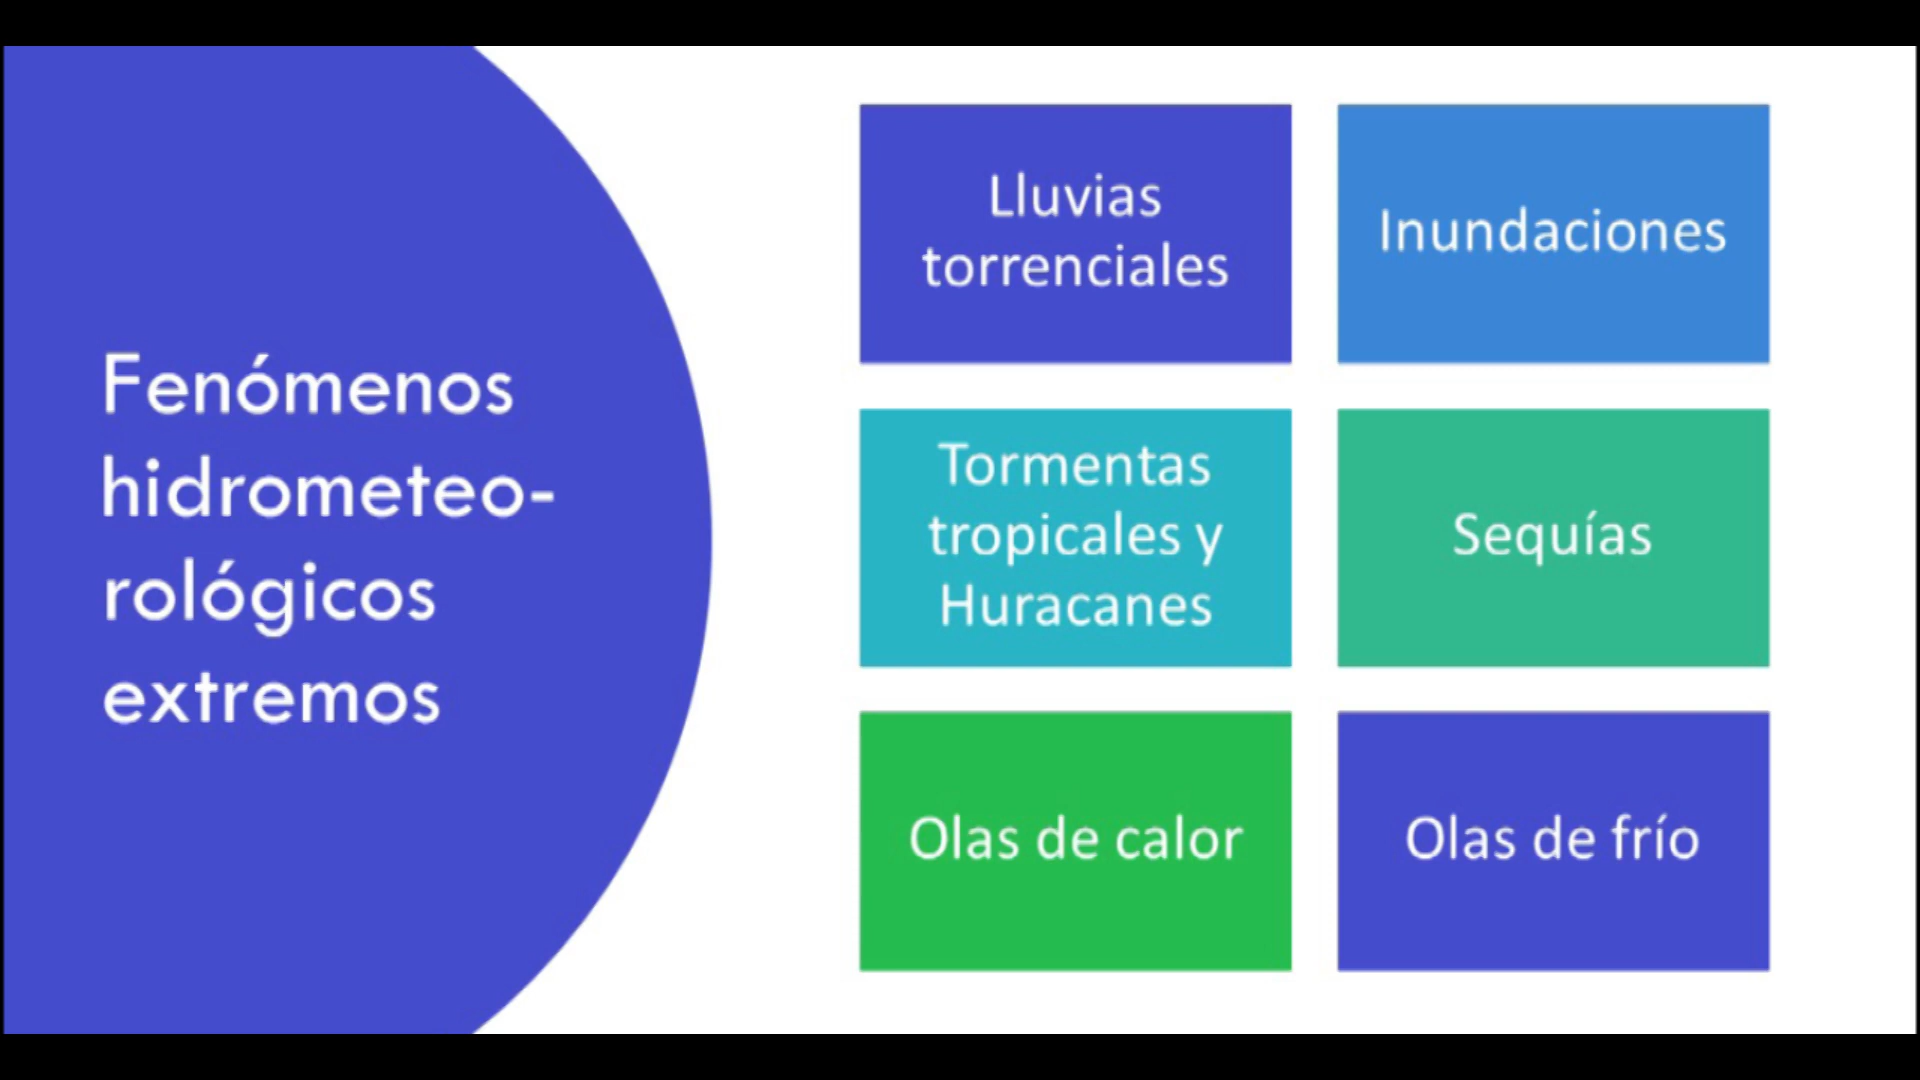 Fenómenos
hidrometeo-
rológicos
extremos
Lluvias
torrenciales
Inundaciones
Tormentas
tropicales y
Huracanes
Sequías
Olas de calor
Olas de frío